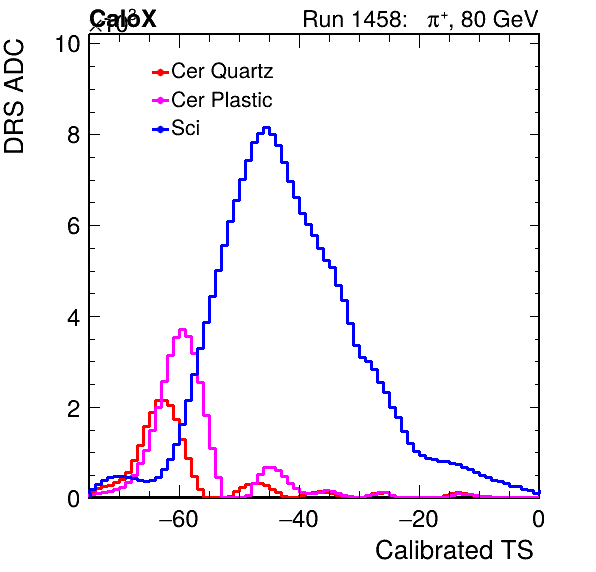 CaloX
×10³
Run 1458: π⁺, 80 GeV
DRS ADC
Cer Quartz
Cer Plastic
Sci
10
8
6
4
2
0
−60 −40 −20 0
Calibrated TS